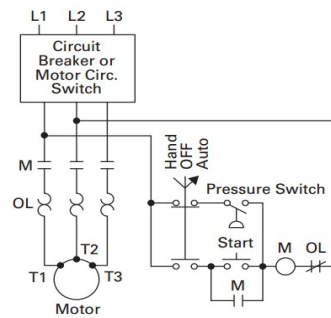 L1 L2 L3
Circuit
Breaker or
Motor Circ.
Switch
Hand
OFF
Auto
M
Pressure Switch
OL
Start
M OL
T2
T1 T3
M
Motor